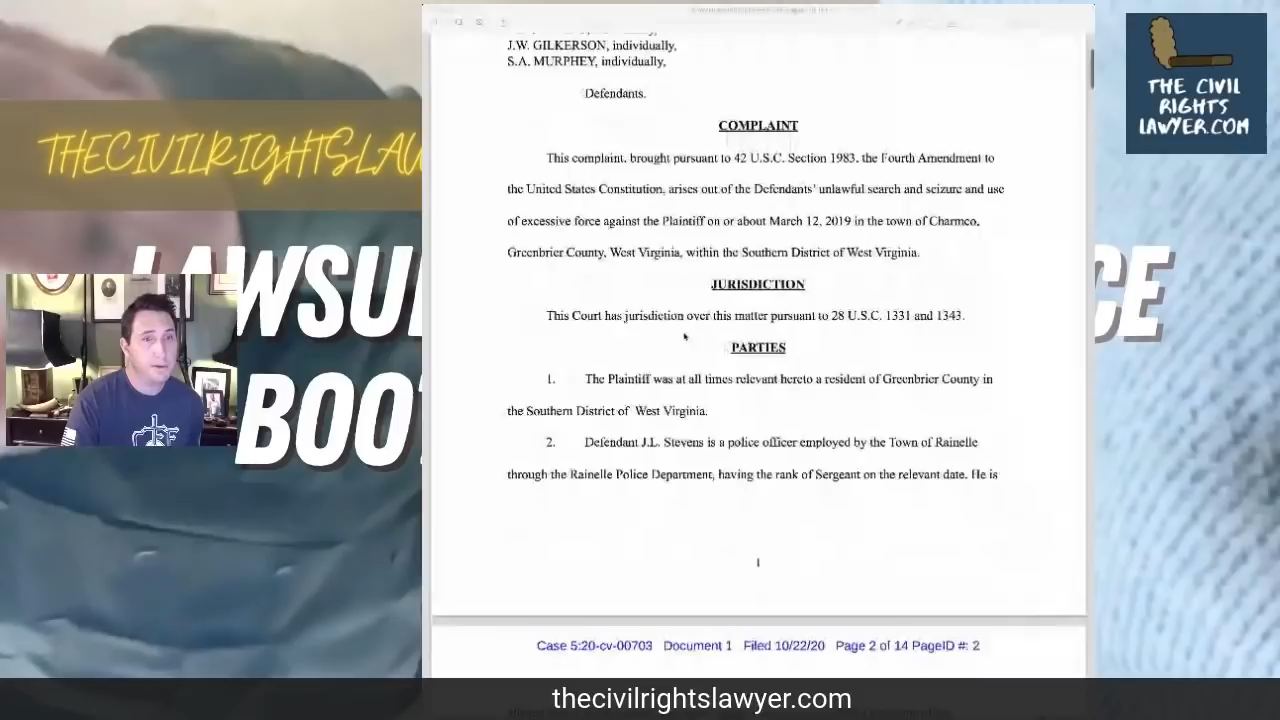 J.W. GILKERSON, individually,
S.A. MURPHEY, individually,
Defendants.
COMPLAINT
This complaint, brought pursuant to 42 U.S.C. Section 1983, the Fourth Amendment to
the United States Constitution, arises out of the Defendants' unlawful search and seizure and use
of excessive force against the Plaintiff on or about March 12, 2019 in the town of Charmco,
Greenbrier County, West Virginia, within the Southern District of West Virginia.
JURISDICTION
This Court has jurisdiction over this matter pursuant to 28 U.S.C. 1331 and 1343.
PARTIES
1. The Plaintiff was at all times relevant hereto a resident of Greenbrier County in
the Southern District of West Virginia.
2. Defendant J.L. Stevens is a police officer employed by the Town of Rainelle
through the Rainelle Police Department, having the rank of Sergeant on the relevant date. He is
1
Case 5:20-cv-00703 Document 1 Filed 10/22/20 Page 2 of 14 PageID #: 2
THE CIVIL
RIGHTS
LAWYER.COM
THECIVILRIGHTSLAW
LAWSU
CE
BOO
thecivilrightslawyer.com